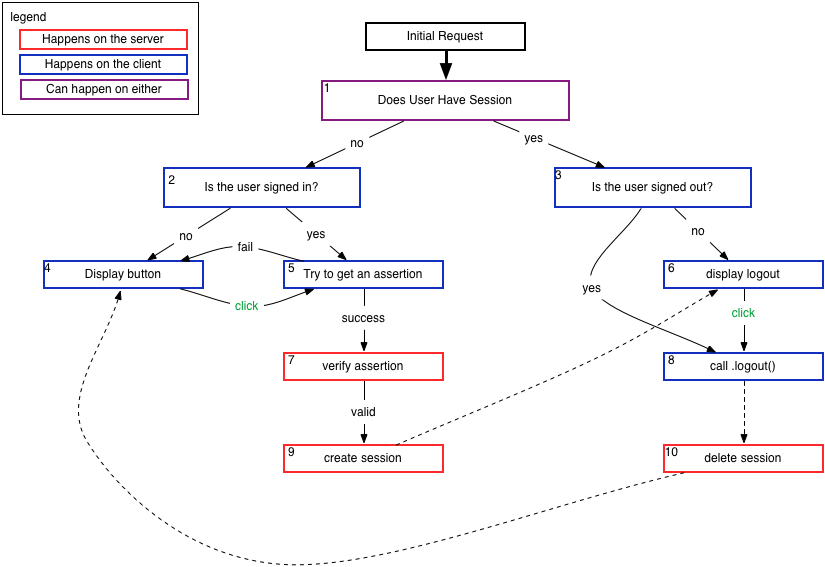 legend
Happens on the server
Happens on the client
Can happen on either
Initial Request
1
Does User Have Session
no
yes
2
Is the user signed in?
3
Is the user signed out?
no
yes
no
fail
4
Display button
5
Try to get an assertion
6
display logout
yes
click
success
click
7
verify assertion
8
call .logout()
valid
9
create session
10
delete session